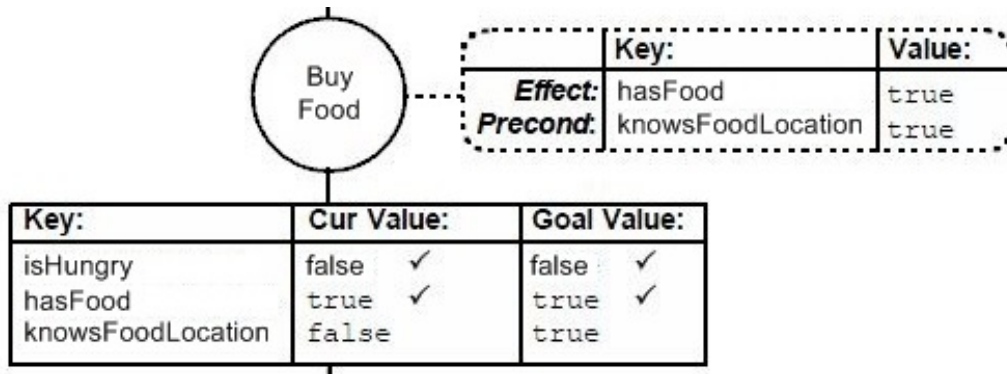 Buy
Food
Key: Value:
Effect: hasFood true
Precond: knowsFoodLocation true
Key: Cur Value: Goal Value:
isHungry false ✓ false ✓
hasFood true ✓ true ✓
knowsFoodLocation false true